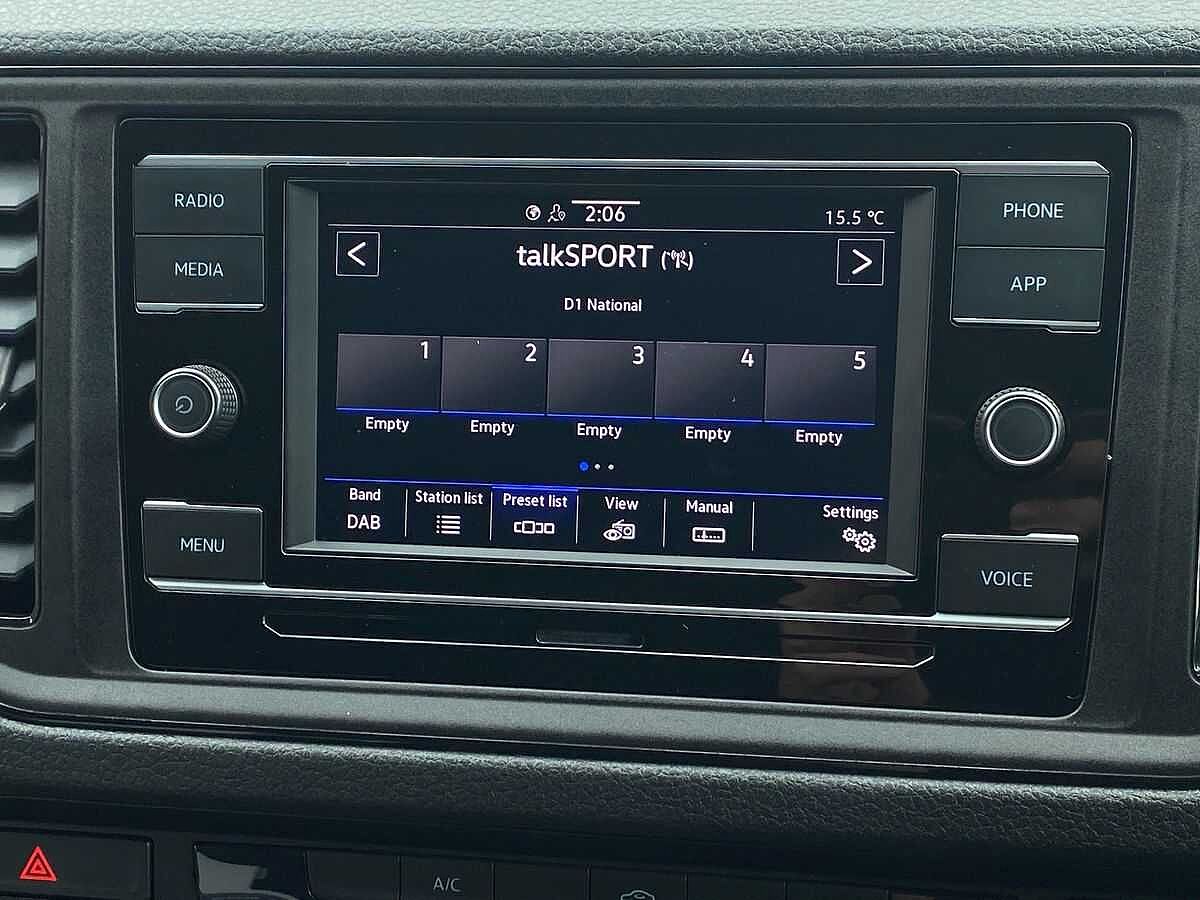 RADIO
MEDIA
MENU
2:06
15.5 °C
<
talkSPORT
>
D1 National
1 2 3 4 5
Empty Empty Empty Empty Empty
Band Station list Preset list View Manual Settings
DAB
PHONE
APP
VOICE
A/C